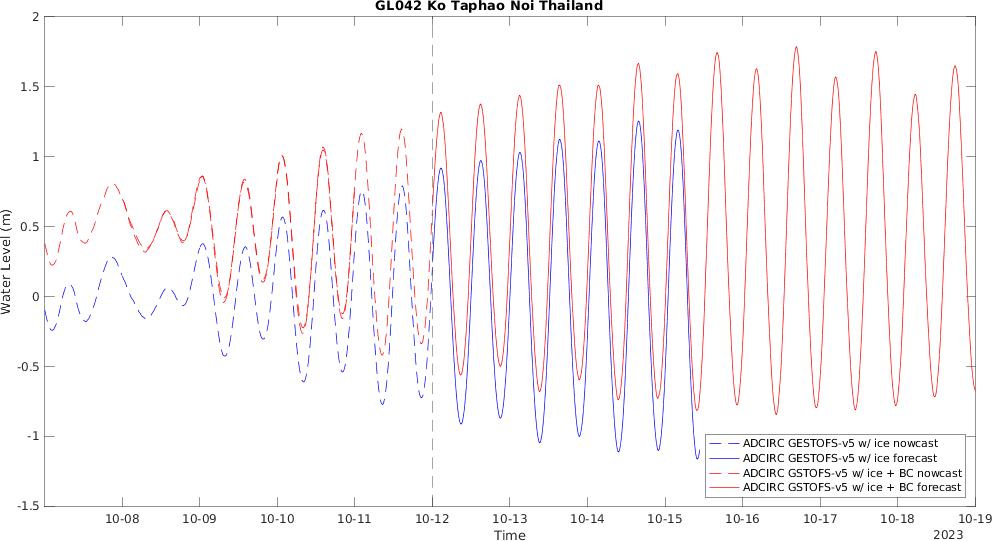 GL042 Ko Taphao Noi Thailand
2
1.5
1
0.5
0
-0.5
-1
-1.5
Water Level (m)
ADCIRC GESTOFS-v5 w/ ice nowcast
ADCIRC GESTOFS-v5 w/ ice forecast
ADCIRC GSTOFS-v5 w/ ice + BC nowcast
ADCIRC GSTOFS-v5 w/ ice + BC forecast
10-08 10-09 10-10 10-11 10-12 10-13 10-14 10-15 10-16 10-17 10-18 10-19
Time
2023